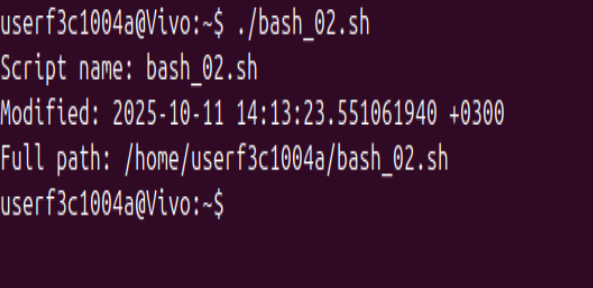 userf3c1004a@Vivo:~$ ./bash_02.sh
Script name: bash_02.sh
Modified: 2025-10-11 14:13:23.551061940 +0300
Full path: /home/userf3c1004a/bash_02.sh
userf3c1004a@Vivo:~$